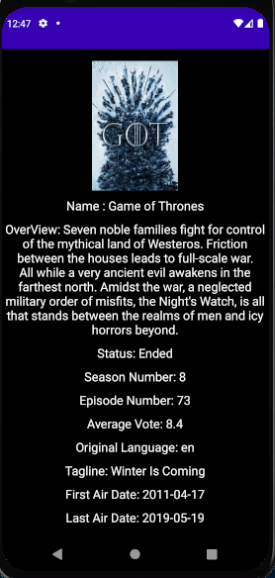 12:47
GOT
Name : Game of Thrones
OverView: Seven noble families fight for control
of the mythical land of Westeros. Friction
between the houses leads to full-scale war.
All while a very ancient evil awakens in the
farthest north. Amidst the war, a neglected
military order of misfits, the Night's Watch, is all
that stands between the realms of men and icy
horrors beyond.
Status: Ended
Season Number: 8
Episode Number: 73
Average Vote: 8.4
Original Language: en
Tagline: Winter Is Coming
First Air Date: 2011-04-17
Last Air Date: 2019-05-19